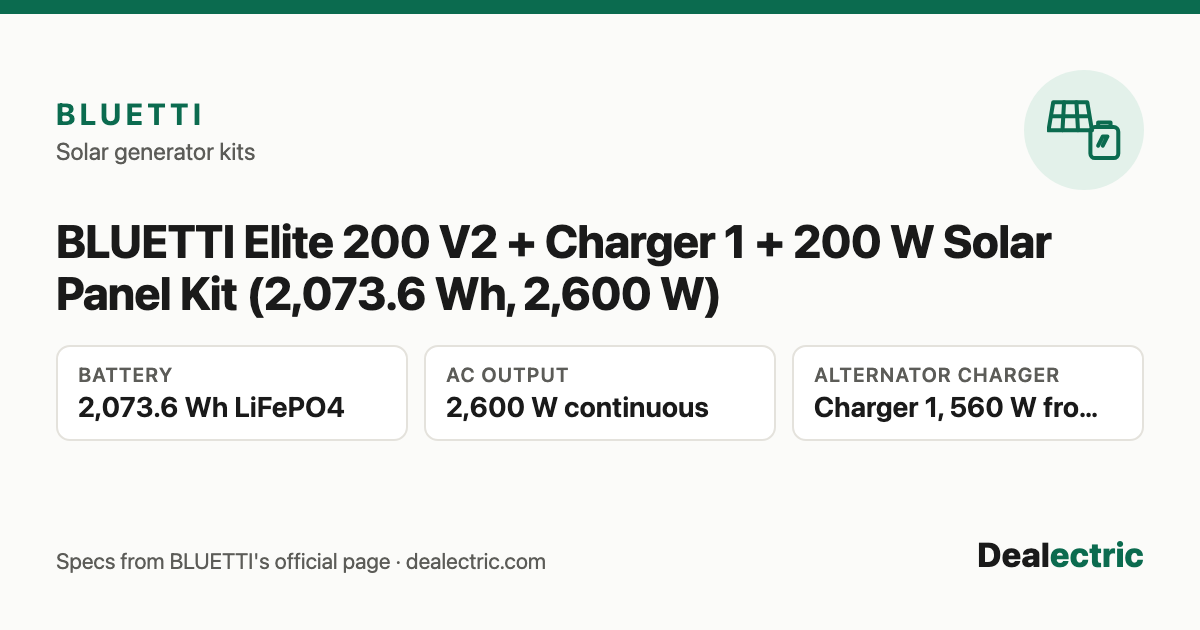 BLUETTI
Solar generator kits
BLUETTI Elite 200 V2 + Charger 1 + 200 W Solar
Panel Kit (2,073.6 Wh, 2,600 W)
BATTERY
2,073.6 Wh LiFePO4
AC OUTPUT
2,600 W continuous
ALTERNATOR CHARGER
Charger 1, 560 W fro...
Specs from BLUETTI's official page · dealectric.com
Dealectric